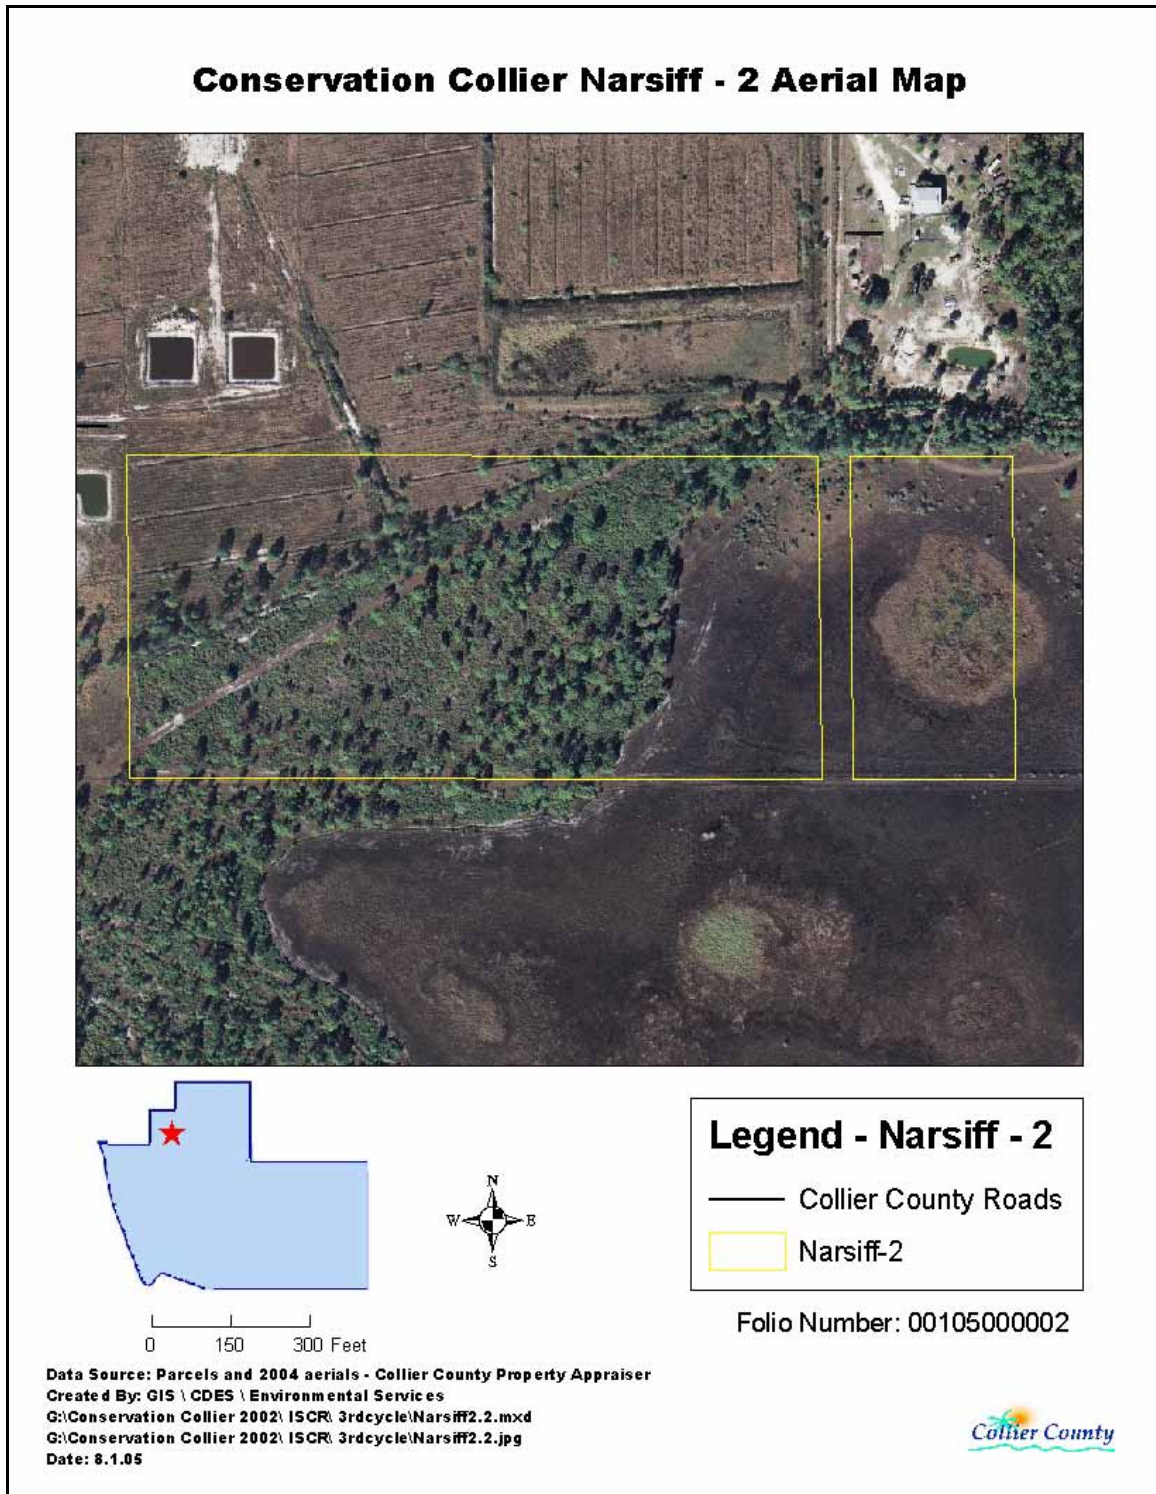 Conservation Collier Narsiff - 2 Aerial Map
Legend - Narsiff - 2
Collier County Roads
Narsiff-2
N
W E
S
0 150 300 Feet
Folio Number: 00105000002
Data Source: Parcels and 2004 aerials - Collier County Property Appraiser
Created By: GIS \ CDES \ Environmental Services
G:\Conservation Collier 2002\ ISCR\ 3rdcycle\Narsiff2.2.mxd
G:\Conservation Collier 2002\ ISCR\ 3rdcycle\Narsiff2.2.jpg
Date: 8.1.05
Collier County